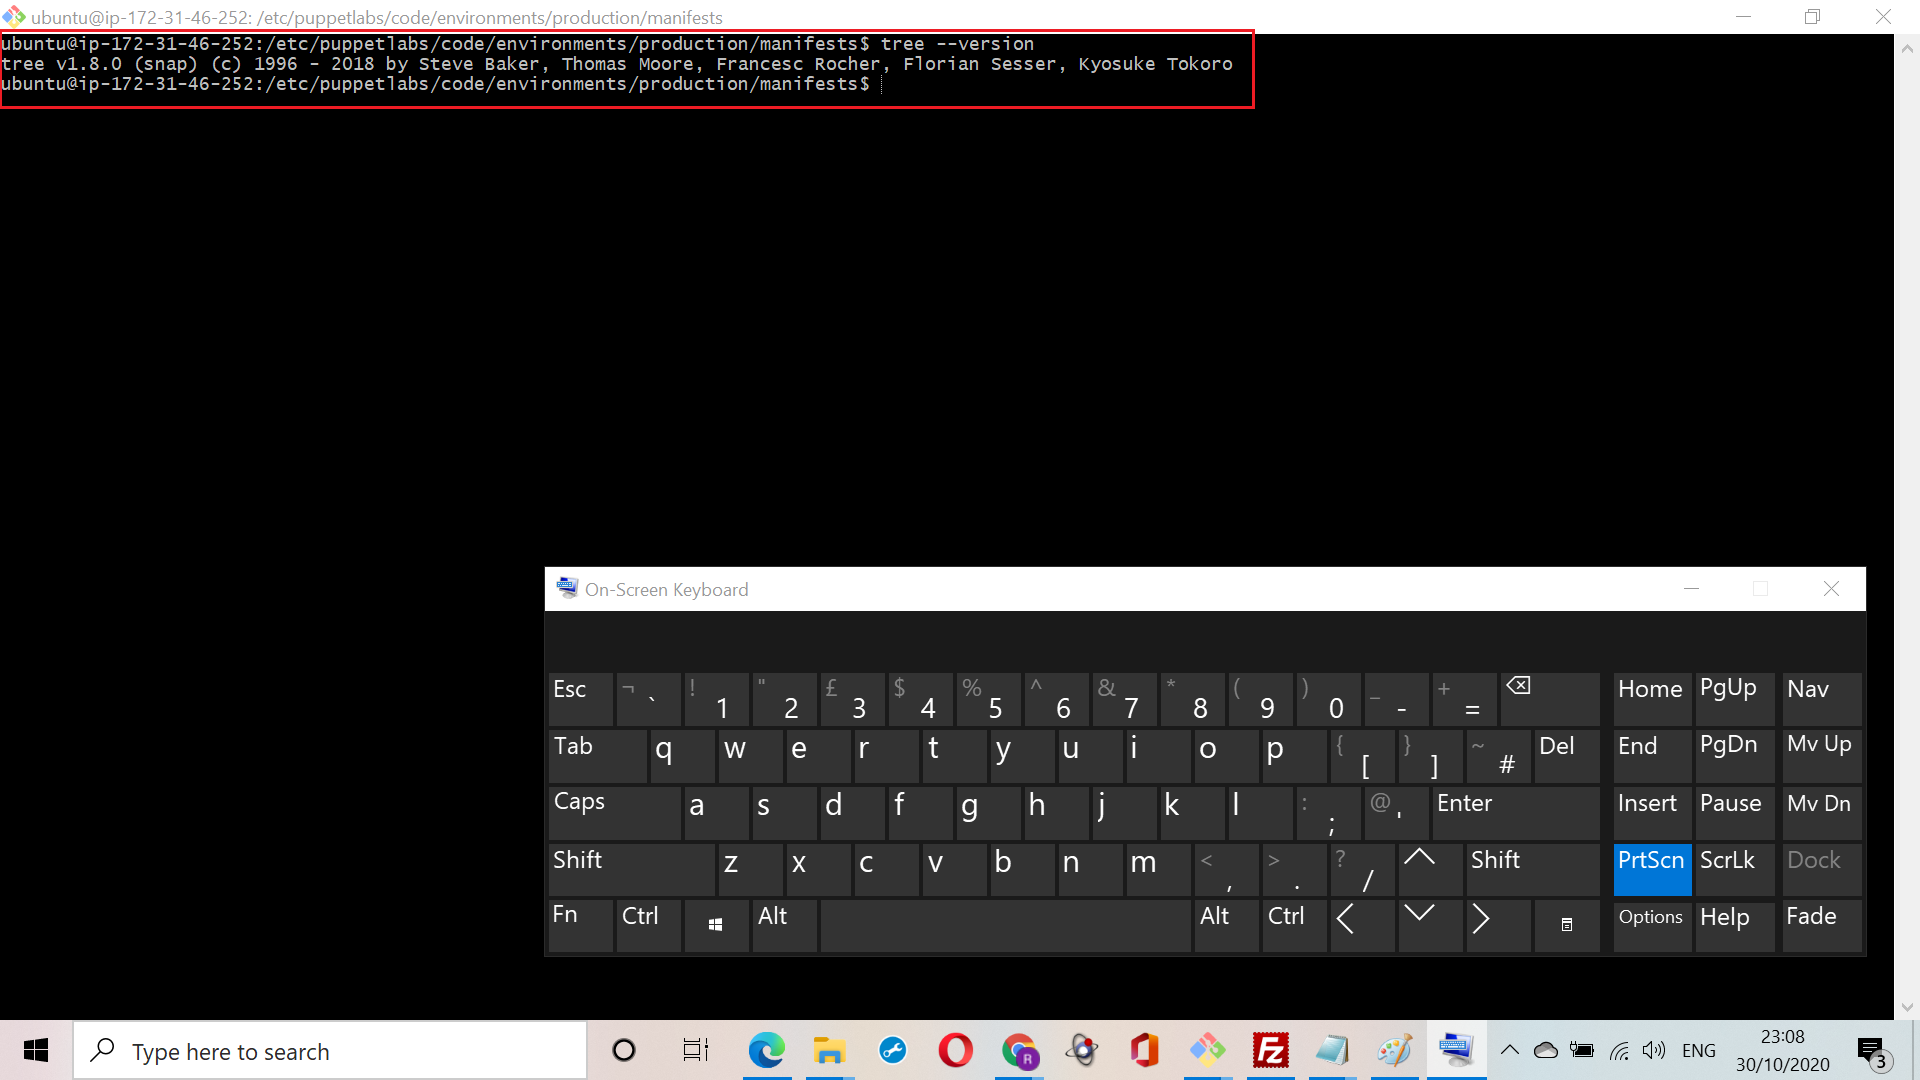 ubuntu@ip-172-31-46-252: /etc/puppetlabs/code/environments/production/manifests
ubuntu@ip-172-31-46-252:/etc/puppetlabs/code/environments/production/manifests$ tree --version
tree v1.8.0 (snap) (c) 1996 - 2018 by Steve Baker, Thomas Moore, Francesc Rocher, Florian Sesser, Kyosuke Tokoro
ubuntu@ip-172-31-46-252:/etc/puppetlabs/code/environments/production/manifests$
On-Screen Keyboard
Esc ¬ ` ! 1 " 2 £ 3 $ 4 % 5 ^ 6 & 7 * 8 ( 9 ) 0 _ - + = Home PgUp Nav
Tab q w e r t y u i o p { [ } ] ~ # Del End PgDn Mv Up
Caps a s d f g h j k l : ; @ ' Enter Insert Pause Mv Dn
Shift z x c v b n m < , > . ? / Shift PrtScn ScrLk Dock
Fn Ctrl Alt Alt Ctrl Options Help Fade
Type here to search
R
Fz
ENG
23:08
30/10/2020
3